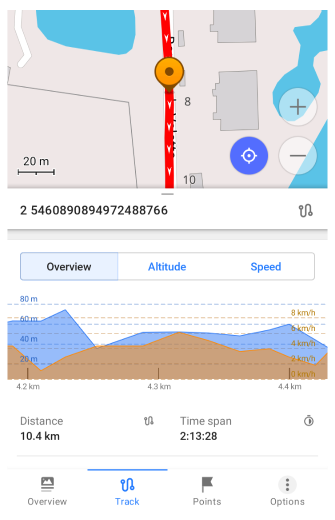 8
20 m
10
2 5460890894972488766
Overview Altitude Speed
80 m
8 km/h
60 m
6 km/h
40 m
4 km/h
20 m
2 km/h
0 km/h
4.2 km 4.3 km 4.4 km
Distance
10.4 km
Time span
2:13:28
Overview Track Points Options